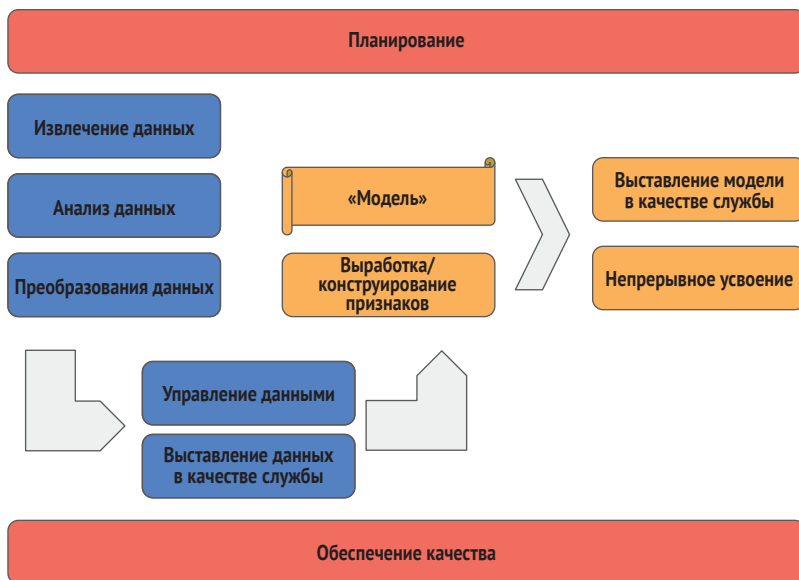 Планирование
Извлечение данных
Анализ данных
Преобразования данных
«Модель»
Выработка/
конструирование
признаков
Выставление модели
в качестве службы
Непрерывное усвоение
Управление данными
Выставление данных
в качестве службы
Обеспечение качества